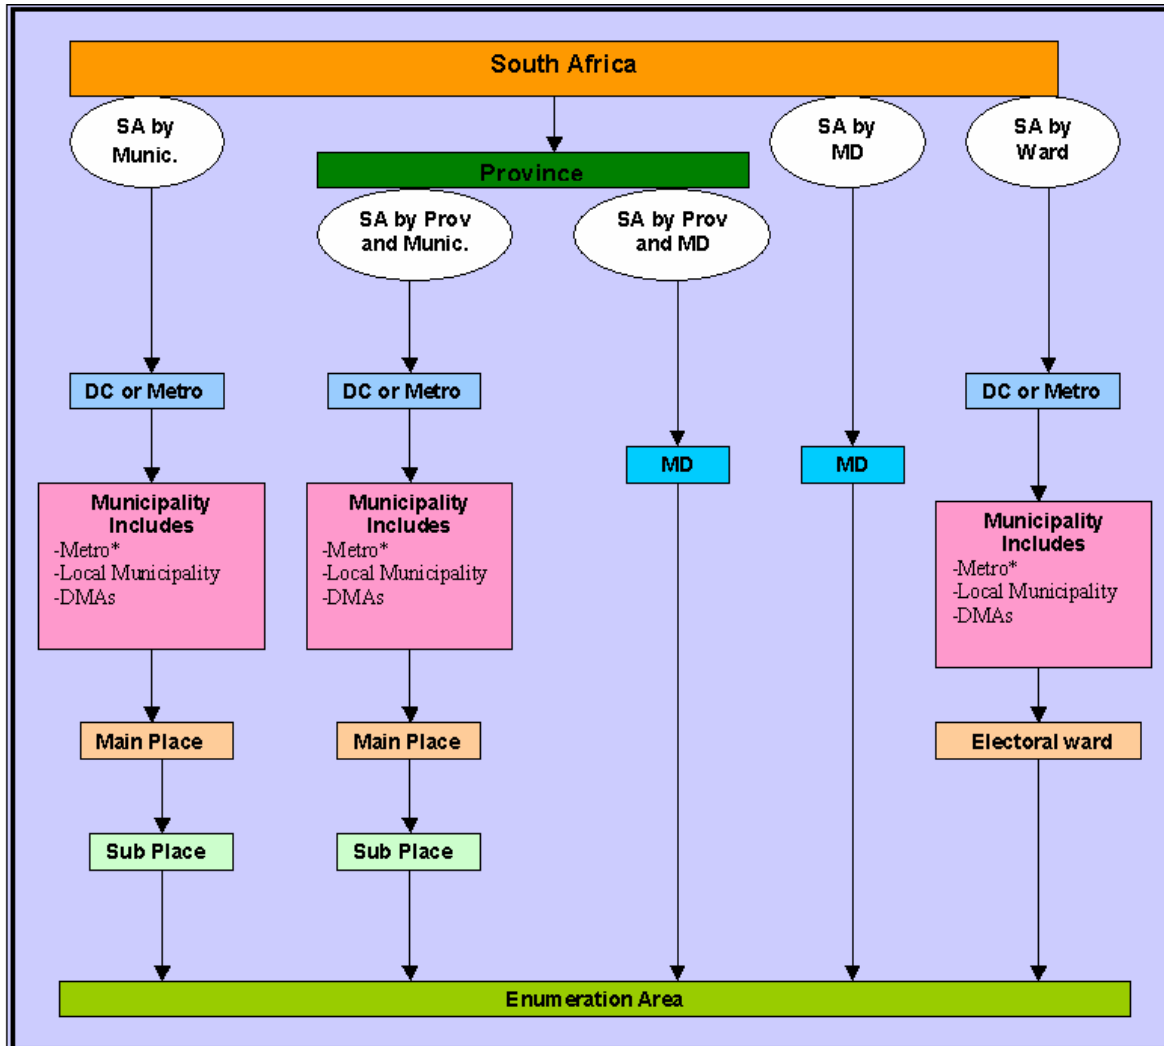 South Africa
SA by
Munic.
SA by
MD
SA by
Ward
Province
SA by Prov
and Munic.
SA by Prov
and MD
DC or Metro
DC or Metro
DC or Metro
MD
MD
Municipality
Includes
-Metro*
-Local Municipality
-DMAs
Municipality
Includes
-Metro*
-Local Municipality
-DMAs
Municipality
Includes
-Metro*
-Local Municipality
-DMAs
Main Place
Main Place
Electoral ward
Sub Place
Sub Place
Enumeration Area